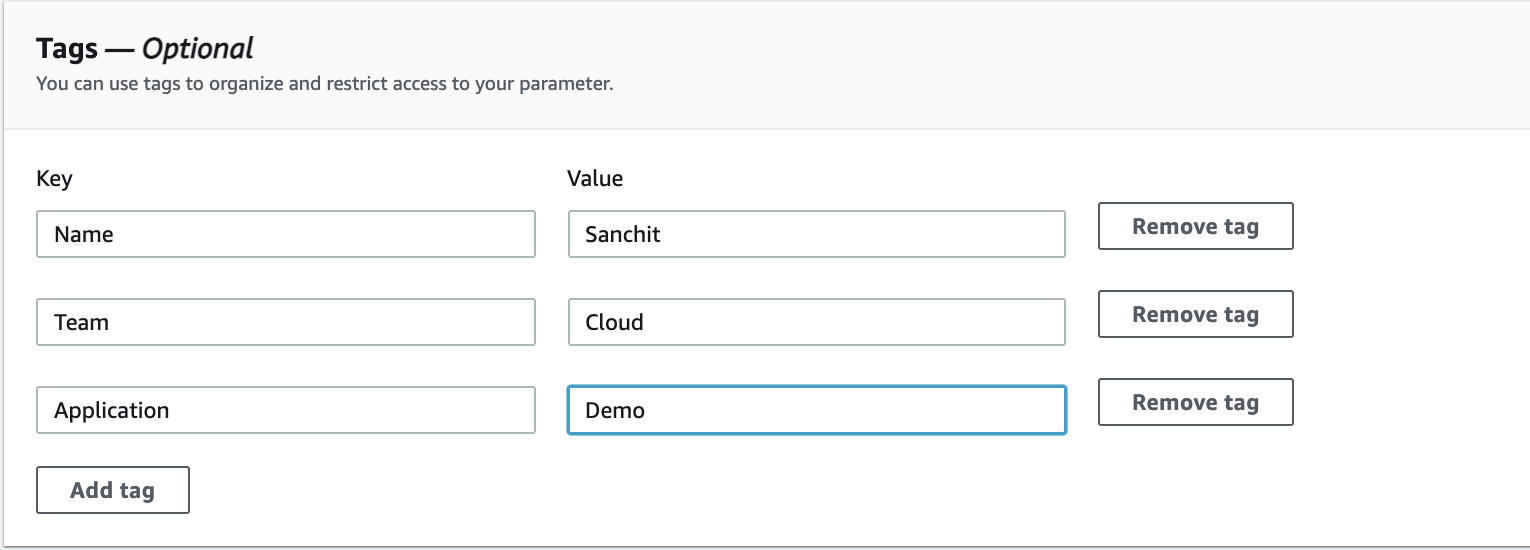 Tags — Optional
You can use tags to organize and restrict access to your parameter.
Key Value
Name Sanchit Remove tag
Team Cloud Remove tag
Application Demo Remove tag
Add tag